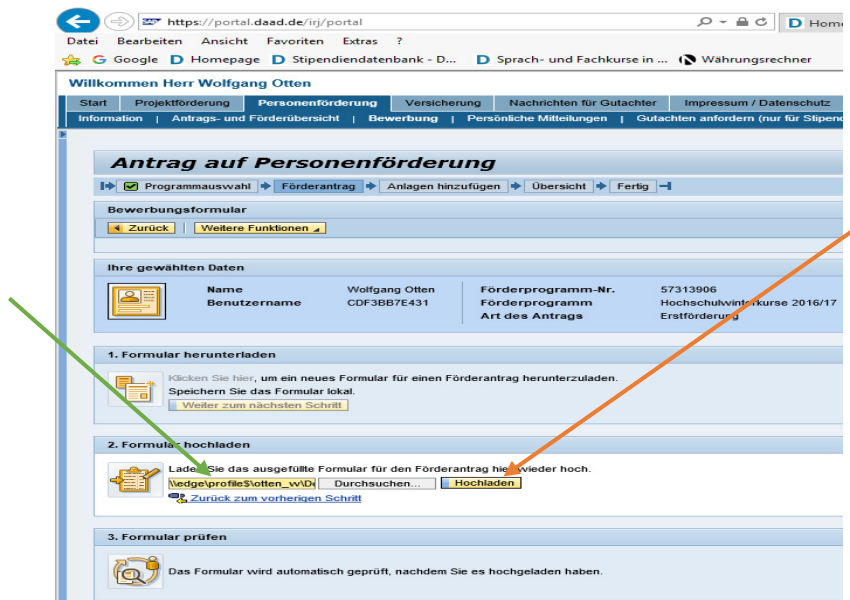 https://portal.daad.de/irj/portal
D Home
Datei Bearbeiten Ansicht Favoriten Extras ?
Google Homepage Stipendiendatenbank - D... Sprach- und Fachkurse in ... Währungsrechner
Willkommen Herr Wolfgang Otten
Start Projektförderung Personenförderung Versicherung Nachrichten für Gutachter Impressum / Datenschutz
Information | Antrags- und Förderübersicht | Bewerbung | Persönliche Mitteilungen | Gutachten anfordern (nur für Stipend
Antrag auf Personenförderung
Programmauswahl Förderantrag Anlagen hinzufügen Übersicht Fertig
Bewerbungsformular
Zurück | Weitere Funktionen
Ihre gewählten Daten
Name Wolfgang Otten Förderprogramm-Nr. 57313906
Benutzername CDF3BB7E431 Förderprogramm Hochschulwinterkurse 2016/17
Art des Antrags Erstförderung
1. Formular herunterladen
Klicken Sie hier, um ein neues Formular für einen Förderantrag herunterzuladen.
Speichern Sie das Formular lokal.
Weiter zum nächsten Schritt
2. Formular hochladen
Laden Sie das ausgefüllte Formular für den Förderantrag hier wieder hoch.
\\edge\profile$\otten_w\De Durchsuchen... Hochladen
Zurück zum vorherigen Schritt
3. Formular prüfen
Das Formular wird automatisch geprüft, nachdem Sie es hochgeladen haben.